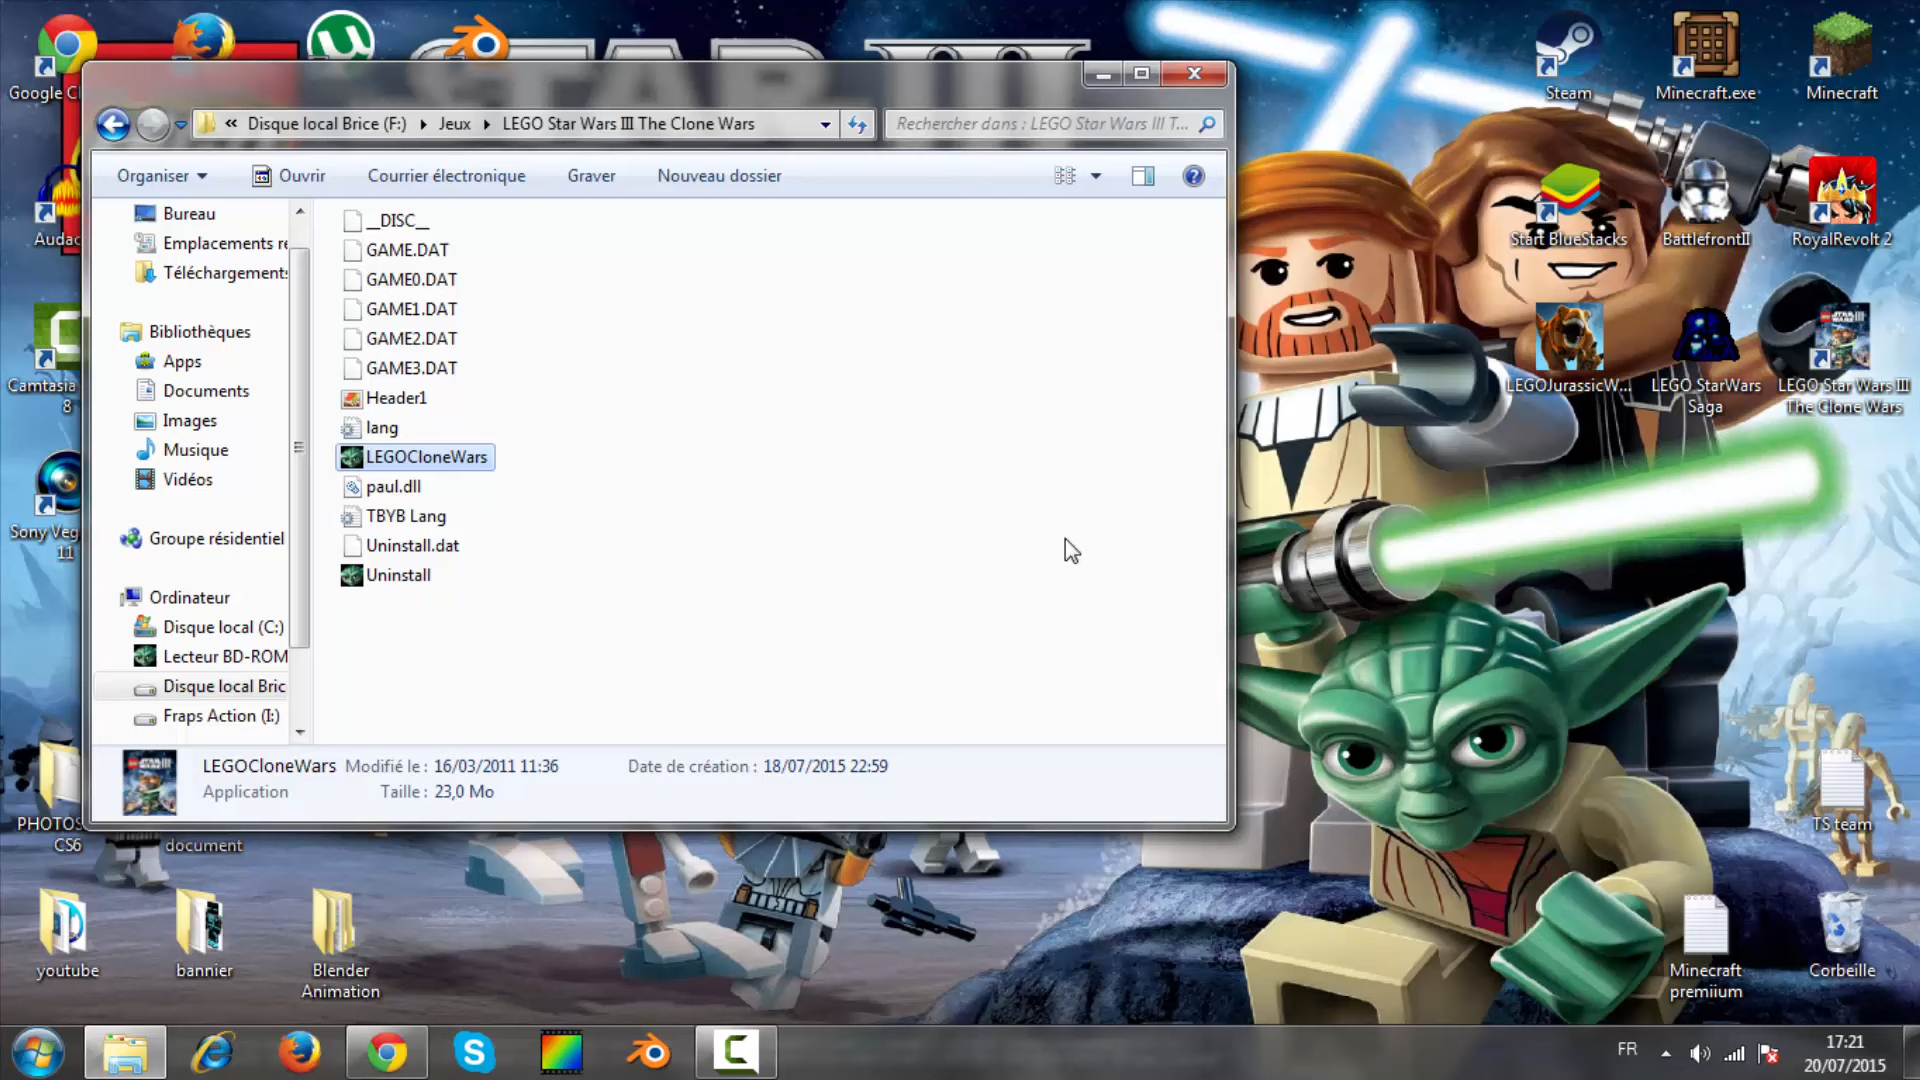 Google C
« Disque local Brice (F:) ▸ Jeux ▸ LEGO Star Wars III The Clone Wars
Rechercher dans : LEGO Star Wars III T...
Organiser
Ouvrir
Courrier électronique
Graver
Nouveau dossier
Bureau
Emplacements re
Téléchargements
Bibliothèques
Apps
Documents
Images
Musique
Vidéos
Groupe résidentiel
Ordinateur
Disque local (C:)
Lecteur BD-ROM
Disque local Bric
Fraps Action (I:)
__DISC__
GAME.DAT
GAME0.DAT
GAME1.DAT
GAME2.DAT
GAME3.DAT
Header1
lang
LEGOCloneWars
paul.dll
TBYB Lang
Uninstall.dat
Uninstall
LEGOCloneWars Modifié le : 16/03/2011 11:36 Date de création : 18/07/2015 22:59
Application Taille : 23,0 Mo
Audac
Camtasia
8
Sony Veg
11
PHOTOS
CS6
document
youtube
bannier
Blender
Animation
Steam
Minecraft.exe
Minecraft
Start BlueStacks
BattlefrontII
RoyalRevolt 2
LEGOJurassicW...
LEGO StarWars
Saga
LEGO Star Wars III
The Clone Wars
TS team
Minecraft
premiium
Corbeille
FR
17:21
20/07/2015